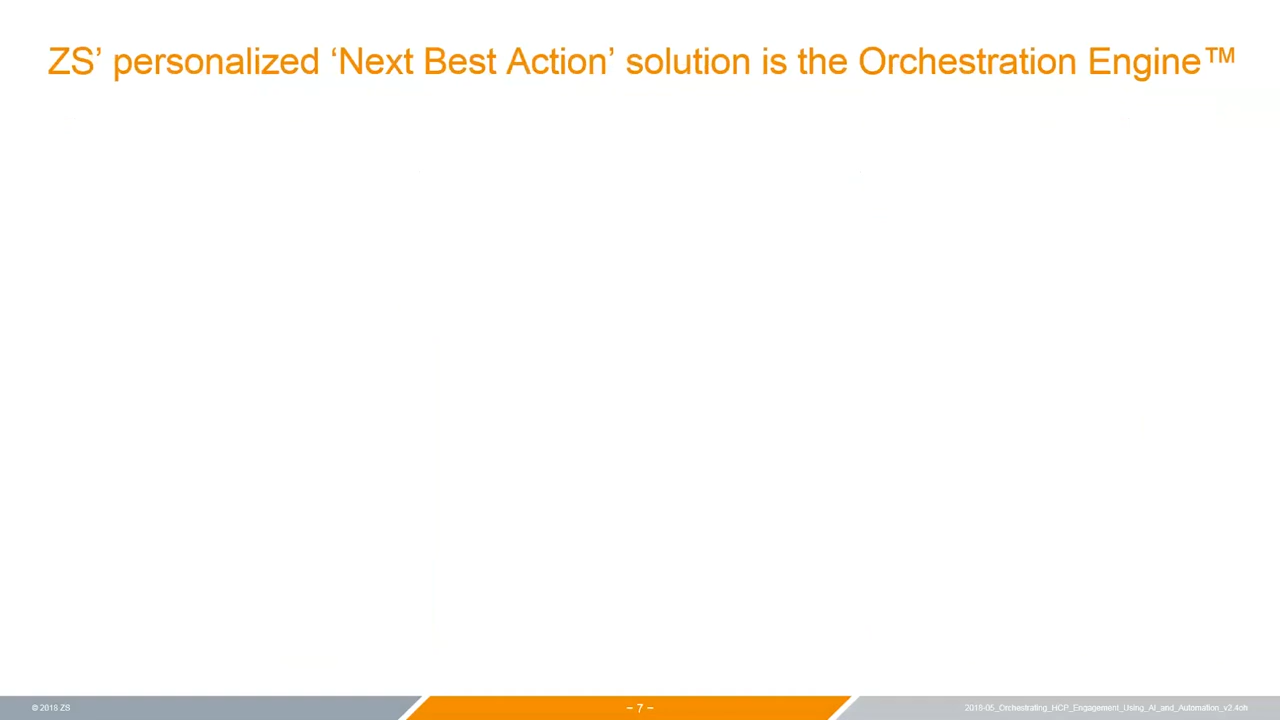 ZS’ personalized ‘Next Best Action’ solution is the Orchestration Engine™
© 2018 ZS
– 7 –
2018-05_Orchestrating_HCP_Engagement_Using_AI_and_Automation_v2.4oh